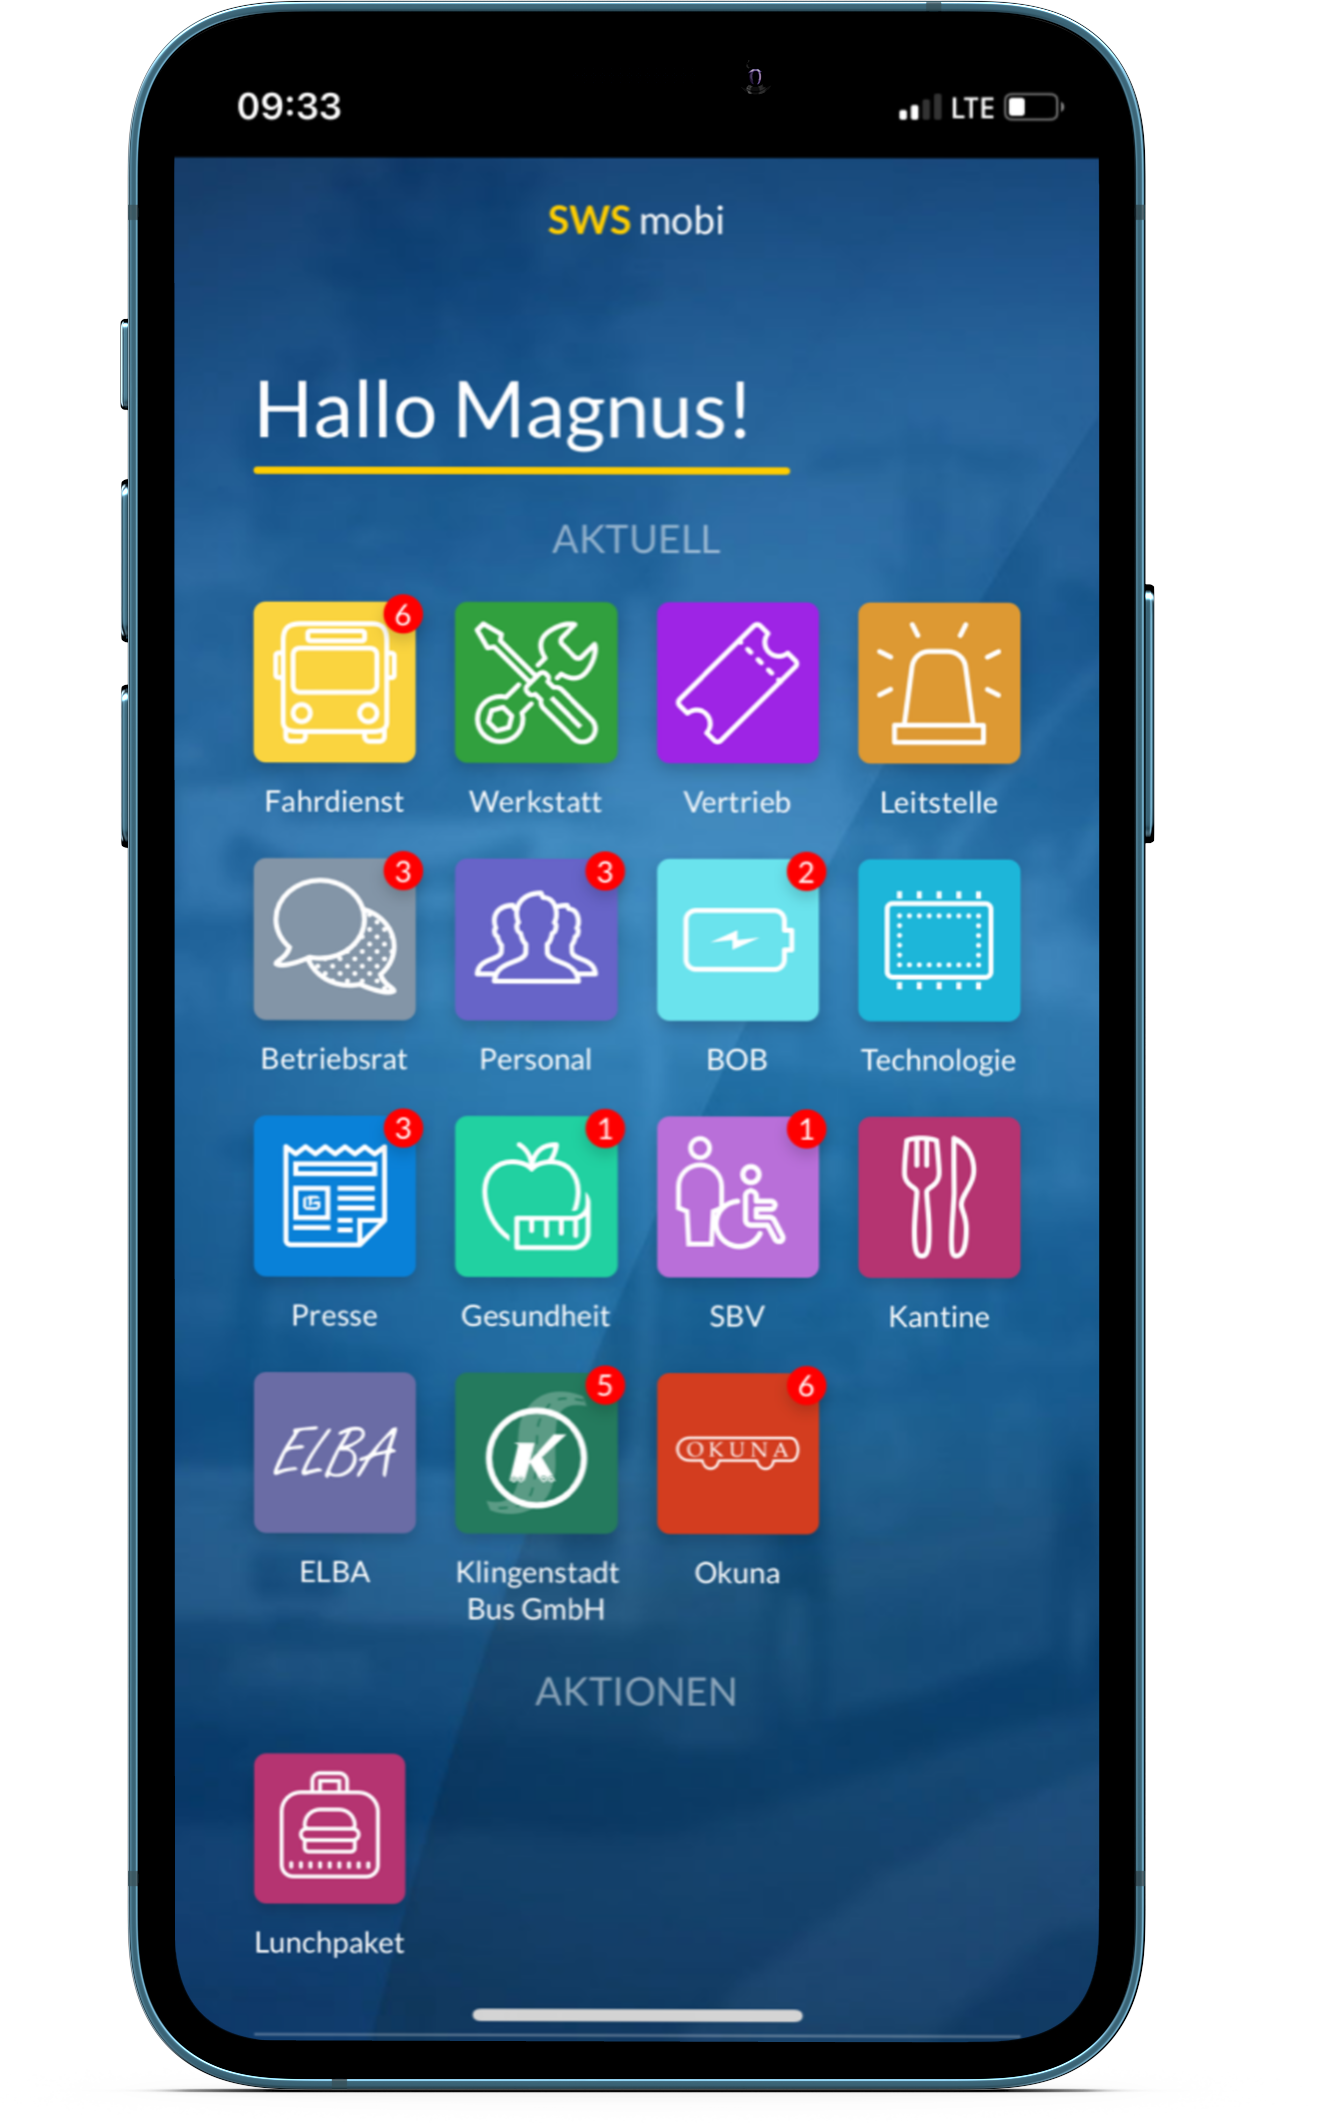 09:33
LTE
SWS mobi
Hallo Magnus!
AKTUELL
6
Fahrdienst
Werkstatt
Vertrieb
Leitstelle
3
3
2
Betriebsrat
Personal
BOB
Technologie
3
1
1
Presse
Gesundheit
SBV
Kantine
ELBA
5
K
6
OKUNA
ELBA
Klingenstadt
Bus GmbH
Okuna
AKTIONEN
Lunchpaket